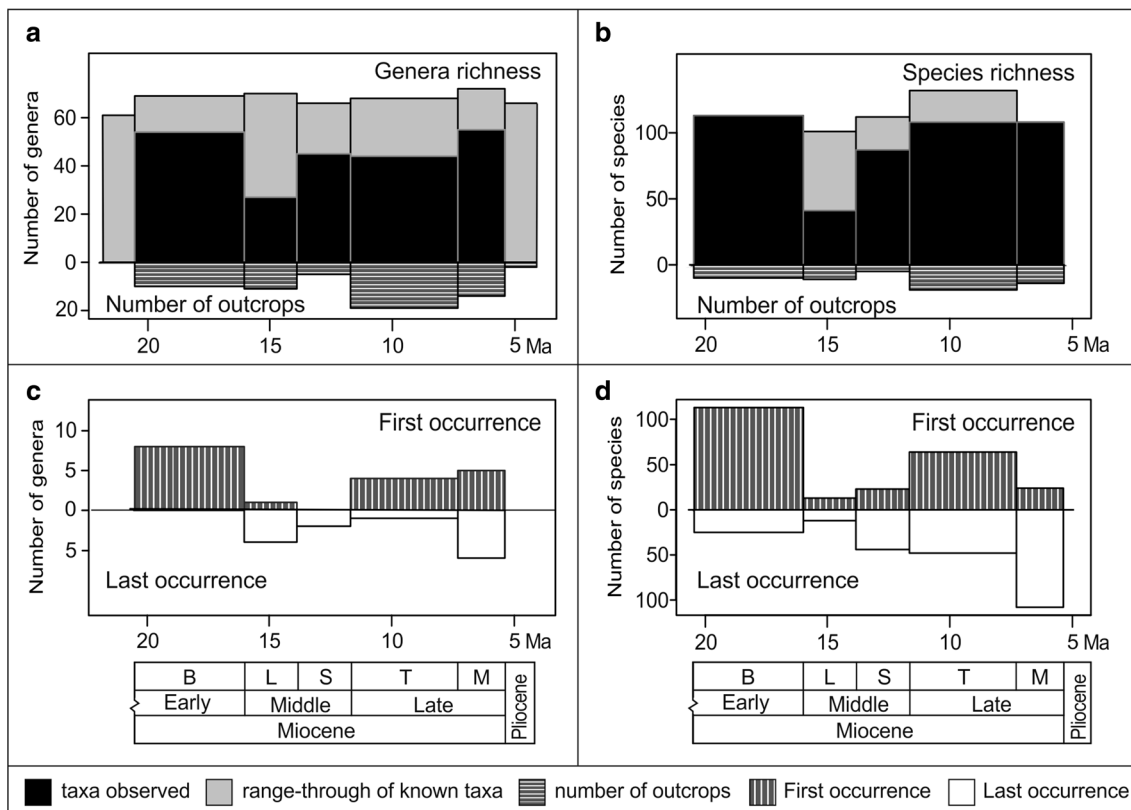 a
Genera richness
Number of genera
60
40
20
0
20
Number of outcrops
20 15 10 5 Ma
b
Species richness
Number of species
100
50
0
Number of outcrops
20 15 10 5 Ma
c
First occurrence
Number of genera
10
5
0
5
Last occurrence
20 15 10 5 Ma
B L S T M
Early Middle Late
Miocene
Pliocene
d
First occurrence
Number of species
100
50
0
50
100
Last occurrence
20 15 10 5 Ma
B L S T M
Early Middle Late
Miocene
Pliocene
taxa observed range-through of known taxa number of outcrops First occurrence Last occurrence